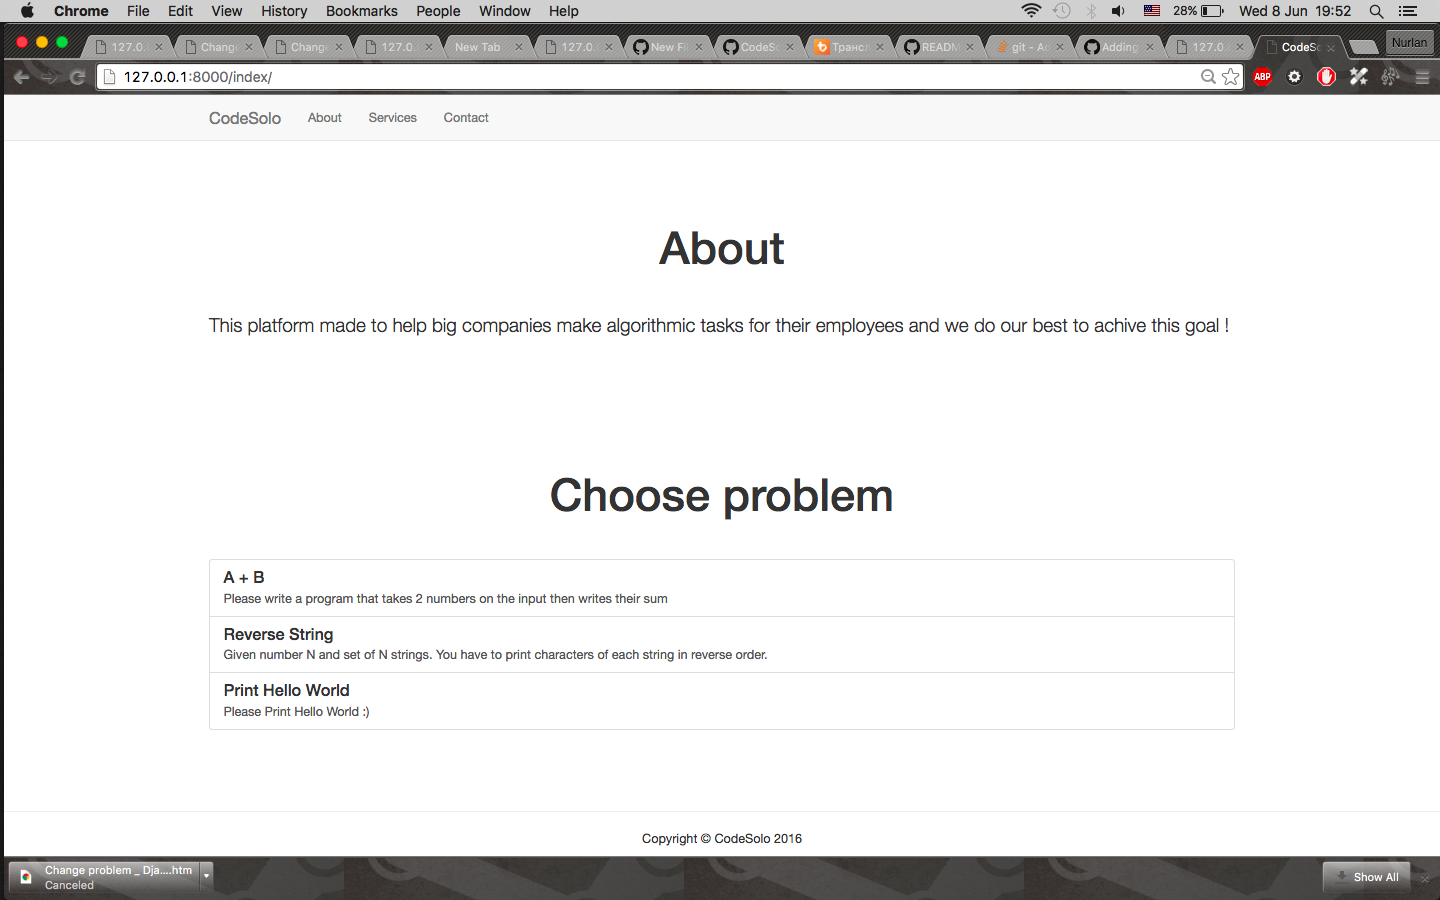 Chrome File Edit View History Bookmarks People Window Help 28% Wed 8 Jun 19:52
127.0. Change Change 127.0. New Tab 127.0. New Fi CodeSo Трансл READM git - Ad Adding 127.0. CodeSo Nurlan
127.0.0.1:8000/index/ ABP
CodeSolo About Services Contact
About
This platform made to help big companies make algorithmic tasks for their employees and we do our best to achive this goal !
Choose problem
A + B
Please write a program that takes 2 numbers on the input then writes their sum
Reverse String
Given number N and set of N strings. You have to print characters of each string in reverse order.
Print Hello World
Please Print Hello World :)
Copyright © CodeSolo 2016
Change problem _ Dja....htm Show All
Canceled